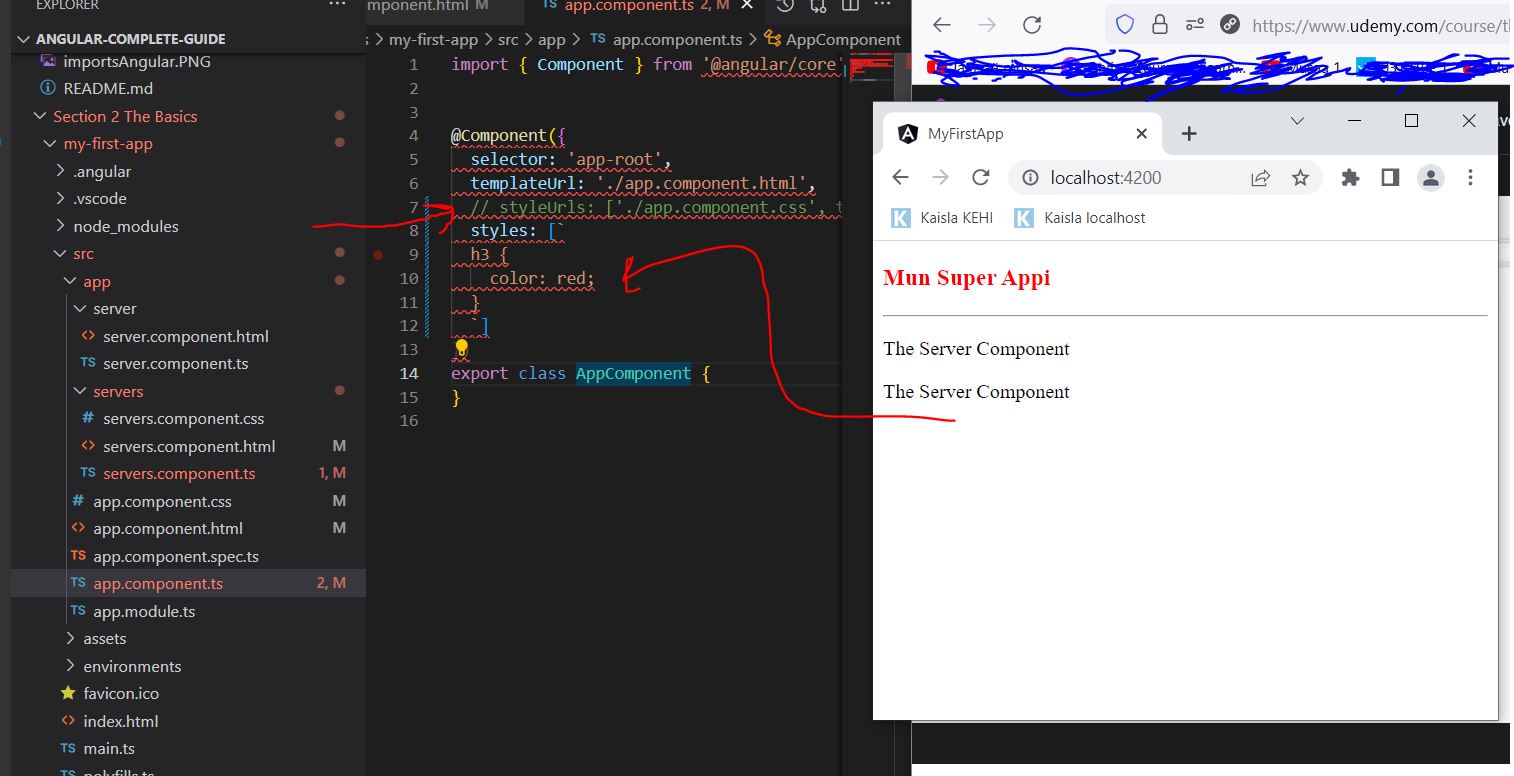 EXPLORER
ANGULAR-COMPLETE-GUIDE
importsAngular.PNG
README.md
Section 2 The Basics
my-first-app
.angular
.vscode
node_modules
src
app
server
server.component.html
TS server.component.ts
servers
# servers.component.css
servers.component.html M
TS servers.component.ts 1, M
# app.component.css M
app.component.html M
TS app.component.spec.ts
TS app.component.ts 2, M
TS app.module.ts
assets
environments
favicon.ico
index.html
TS main.ts
TS polyfills.ts
mponent.html M
TS app.component.ts 2, M
s > my-first-app > src > app > TS app.component.ts > AppComponent
1 import { Component } from '@angular/core'
2
3
4 @Component({
5 selector: 'app-root',
6 templateUrl: './app.component.html',
7 // styleUrls: ['./app.component.css', t
8 styles: [`
9 h3 {
10 color: red;
11 }
12 `]
13
14 export class AppComponent {
15 }
16
https://www.udemy.com/course/t
MyFirstApp
localhost:4200
K Kaisla KEHI K Kaisla localhost
Mun Super Appi
The Server Component
The Server Component